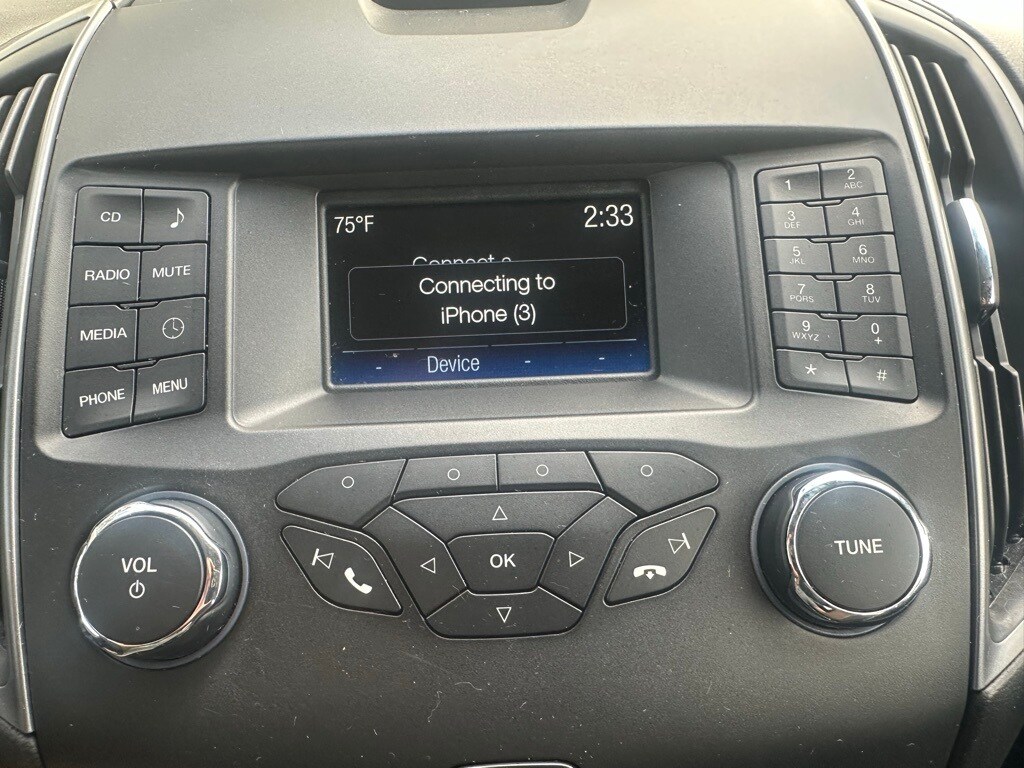 CD
RADIO MUTE
MEDIA
PHONE MENU
75°F 2:33
Connect a
Connecting to
iPhone (3)
- Device - -
1 2 ABC
3 DEF 4 GHI
5 JKL 6 MNO
7 PQRS 8 TUV
9 WXYZ 0 +
* #
VOL
OK
TUNE